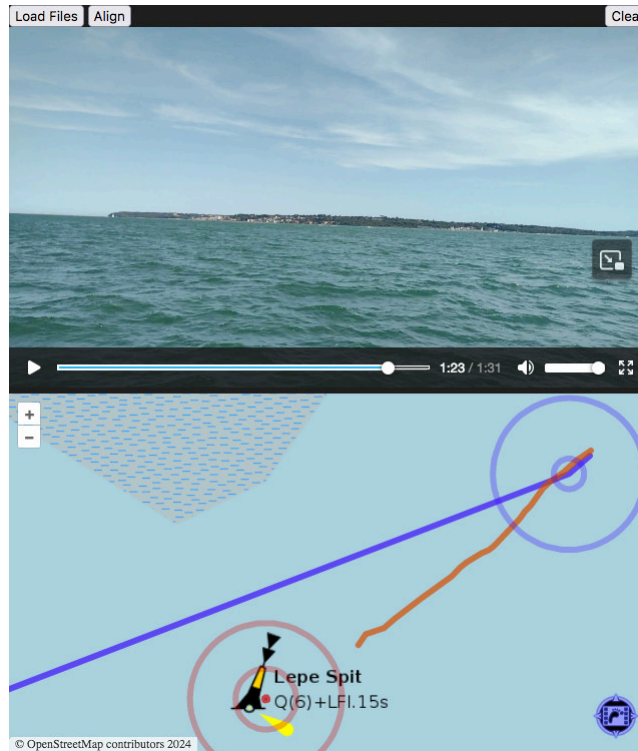 Load Files Align Clea
1:23 / 1:31
+
−
Lepe Spit
Q(6)+LFl.15s
© OpenStreetMap contributors 2024